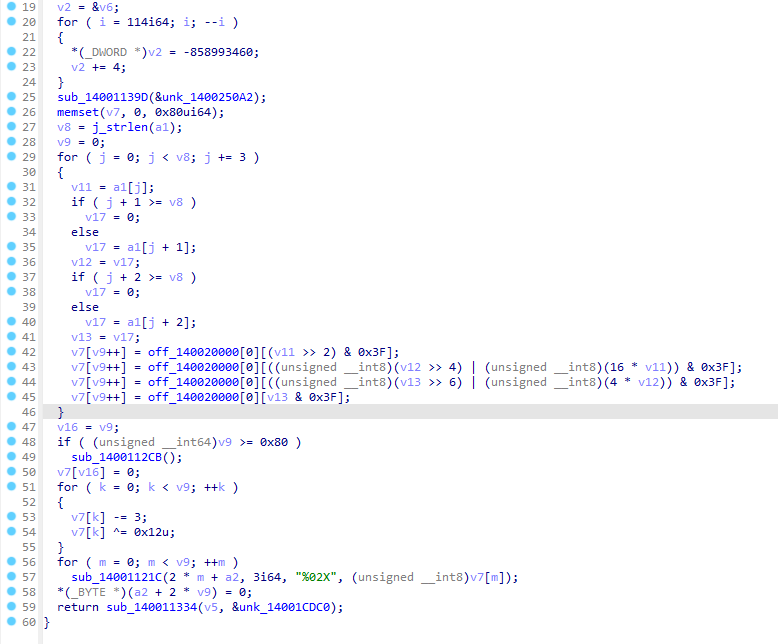 19 v2 = &v6;
20 for ( i = 114i64; i; --i )
21 {
22 *(_DWORD *)v2 = -858993460;
23 v2 += 4;
24 }
25 sub_14001139D(&unk_1400250A2);
26 memset(v7, 0, 0x80ui64);
27 v8 = j_strlen(a1);
28 v9 = 0;
29 for ( j = 0; j < v8; j += 3 )
30 {
31 v11 = a1[j];
32 if ( j + 1 >= v8 )
33 v17 = 0;
34 else
35 v17 = a1[j + 1];
36 v12 = v17;
37 if ( j + 2 >= v8 )
38 v17 = 0;
39 else
40 v17 = a1[j + 2];
41 v13 = v17;
42 v7[v9++] = off_140020000[0][(v11 >> 2) & 0x3F];
43 v7[v9++] = off_140020000[0][((unsigned __int8)(v12 >> 4) | (unsigned __int8)(16 * v11)) & 0x3F];
44 v7[v9++] = off_140020000[0][((unsigned __int8)(v13 >> 6) | (unsigned __int8)(4 * v12)) & 0x3F];
45 v7[v9++] = off_140020000[0][v13 & 0x3F];
46 }
47 v16 = v9;
48 if ( (unsigned __int64)v9 >= 0x80 )
49 sub_1400112CB();
50 v7[v16] = 0;
51 for ( k = 0; k < v9; ++k )
52 {
53 v7[k] -= 3;
54 v7[k] ^= 0x12u;
55 }
56 for ( m = 0; m < v9; ++m )
57 sub_14001121C(2 * m + a2, 3i64, "%02X", (unsigned __int8)v7[m]);
58 *(_BYTE *)(a2 + 2 * v9) = 0;
59 return sub_140011334(v5, &unk_14001CDC0);
60 }